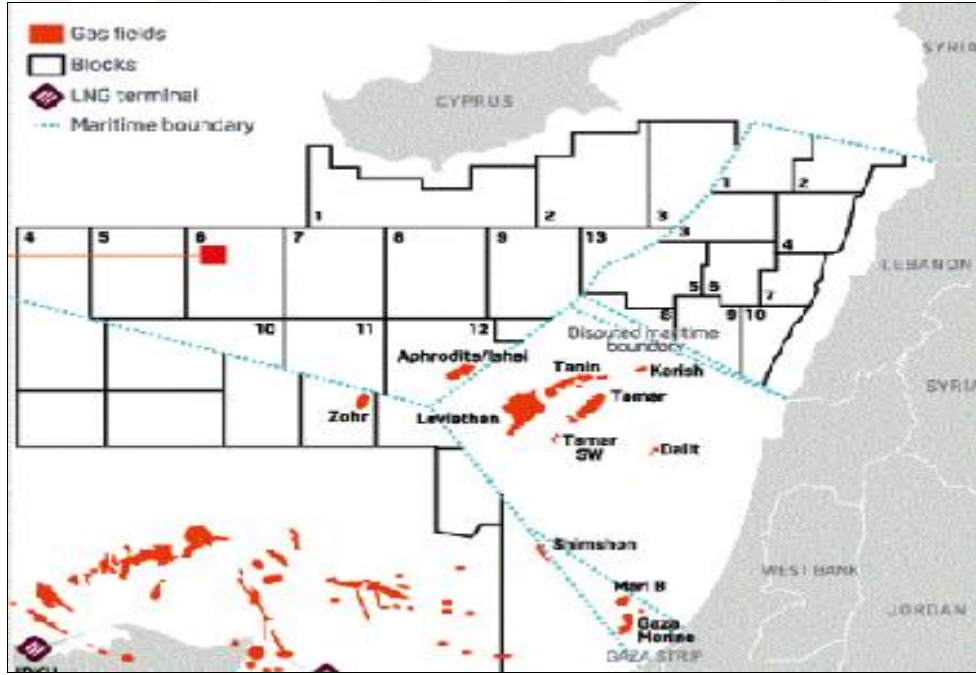 Gas fields
Blocks
LNG terminal
Maritime boundary
CYPRUS
SYRIA
1
2
3
1
2
3
4
4
5
6
7
8
9
13
5
6
7
8
9
10
10
11
12
LEBANON
Disputed maritime
boundary
Aphrodite/Ishai
Tanin
Karish
Zohr
Leviathan
Tamar
SYRIA
Tamar
SW
Dalit
Shimshon
WEST BANK
Mari B
Gaza
Marine
JORDAN
GAZA STRIP